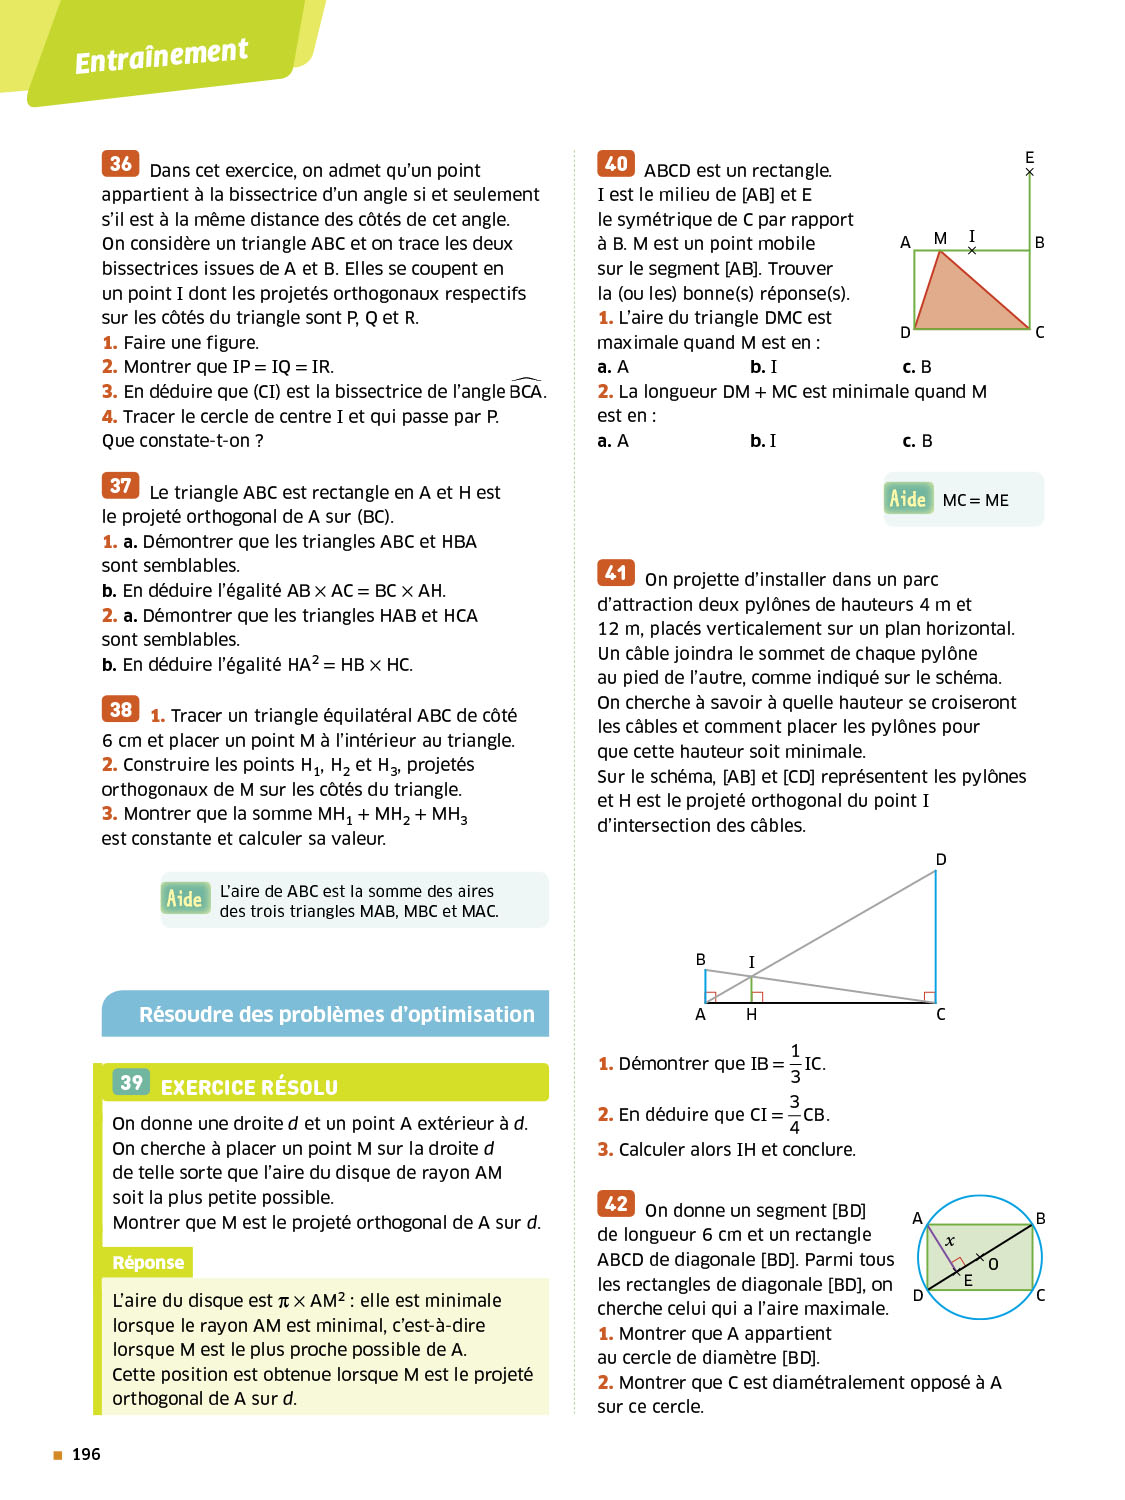 Entraînement
36 Dans cet exercice, on admet qu’un point
appartient à la bissectrice d’un angle si et seulement
s’il est à la même distance des côtés de cet angle.
On considère un triangle ABC et on trace les deux
bissectrices issues de A et B. Elles se coupent en
un point I dont les projetés orthogonaux respectifs
sur les côtés du triangle sont P, Q et R.
1. Faire une figure.
2. Montrer que IP = IQ = IR.
3. En déduire que (CI) est la bissectrice de l’angle B͡CA.
4. Tracer le cercle de centre I et qui passe par P.
Que constate-t-on ?
37 Le triangle ABC est rectangle en A et H est
le projeté orthogonal de A sur (BC).
1. a. Démontrer que les triangles ABC et HBA
sont semblables.
b. En déduire l’égalité AB × AC = BC × AH.
2. a. Démontrer que les triangles HAB et HCA
sont semblables.
b. En déduire l’égalité HA² = HB × HC.
38 1. Tracer un triangle équilatéral ABC de côté
6 cm et placer un point M à l’intérieur au triangle.
2. Construire les points H₁, H₂ et H₃, projetés
orthogonaux de M sur les côtés du triangle.
3. Montrer que la somme MH₁ + MH₂ + MH₃
est constante et calculer sa valeur.
Aide L’aire de ABC est la somme des aires
des trois triangles MAB, MBC et MAC.
Résoudre des problèmes d’optimisation
39 EXERCICE RÉSOLU
On donne une droite d et un point A extérieur à d.
On cherche à placer un point M sur la droite d
de telle sorte que l’aire du disque de rayon AM
soit la plus petite possible.
Montrer que M est le projeté orthogonal de A sur d.
Réponse
L’aire du disque est π × AM² : elle est minimale
lorsque le rayon AM est minimal, c’est-à-dire
lorsque M est le plus proche possible de A.
Cette position est obtenue lorsque M est le projeté
orthogonal de A sur d.
40 ABCD est un rectangle.
I est le milieu de [AB] et E
le symétrique de C par rapport
à B. M est un point mobile
sur le segment [AB]. Trouver
la (ou les) bonne(s) réponse(s).
1. L’aire du triangle DMC est
maximale quand M est en :
a. A b. I c. B
2. La longueur DM + MC est minimale quand M
est en :
a. A b. I c. B
E
A M I B
D C
Aide MC = ME
41 On projette d’installer dans un parc
d’attraction deux pylônes de hauteurs 4 m et
12 m, placés verticalement sur un plan horizontal.
Un câble joindra le sommet de chaque pylône
au pied de l’autre, comme indiqué sur le schéma.
On cherche à savoir à quelle hauteur se croiseront
les câbles et comment placer les pylônes pour
que cette hauteur soit minimale.
Sur le schéma, [AB] et [CD] représentent les pylônes
et H est le projeté orthogonal du point I
d’intersection des câbles.
D
B I
A H C
1. Démontrer que IB = 1/3 IC.
2. En déduire que CI = 3/4 CB.
3. Calculer alors IH et conclure.
42 On donne un segment [BD]
de longueur 6 cm et un rectangle
ABCD de diagonale [BD]. Parmi tous
les rectangles de diagonale [BD], on
cherche celui qui a l’aire maximale.
1. Montrer que A appartient
au cercle de diamètre [BD].
2. Montrer que C est diamétralement opposé à A
sur ce cercle.
A B
x
O
E
D C
196